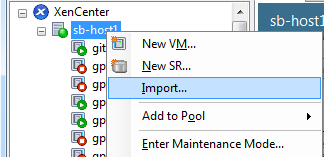 XenCenter
sb-host1
sb-host1
git
gp
gp
gp
gp
gp
gp
New VM...
New SR...
Import...
Add to Pool
Enter Maintenance Mode...